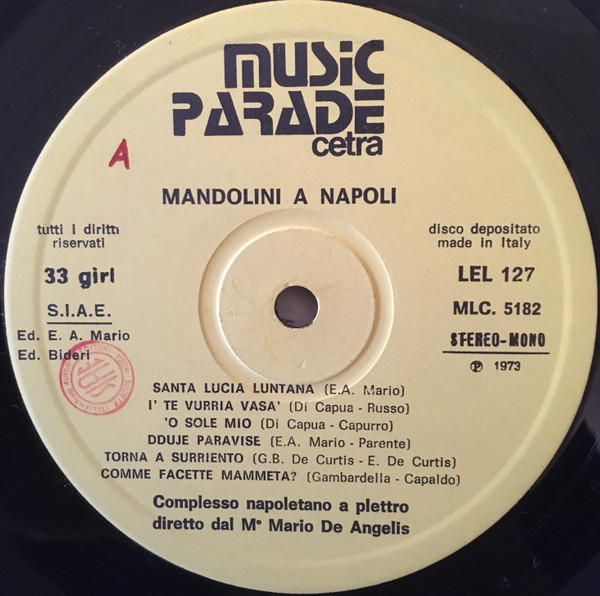 music
PARADE
cetra
A
MANDOLINI A NAPOLI
tutti i diritti
riservati
disco depositato
made in Italy
33 giri
LEL 127
S.I.A.E.
MLC. 5182
Ed. E. A. Mario
Ed. Bideri
STEREO-MONO
Ⓟ 1973
SANTA LUCIA LUNTANA (E.A. Mario)
I' TE VURRIA VASA' (Di Capua - Russo)
'O SOLE MIO (Di Capua - Capurro)
DDUJE PARAVISE (E.A. Mario - Parente)
TORNA A SURRIENTO (G.B. De Curtis - E. De Curtis)
COMME FACETTE MAMMETA? (Gambardella - Capaldo)
Complesso napoletano a plettro
diretto dal M° Mario De Angelis